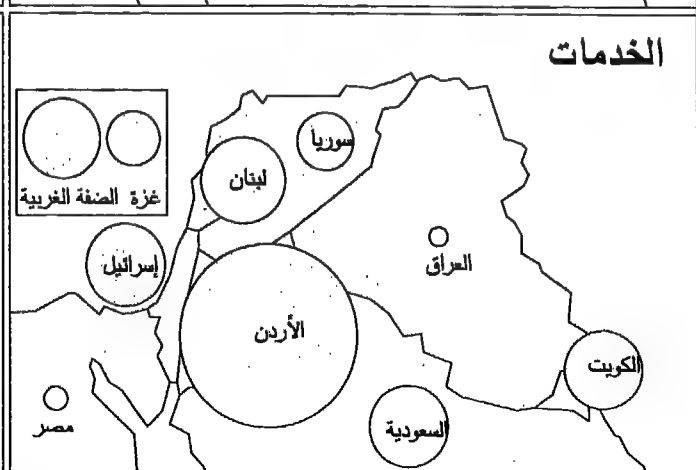 الخدمات
سوريا
لبنان
غزة الضفة الغربية
إسرائيل
العراق
الأردن
الكويت
مصر
السعودية